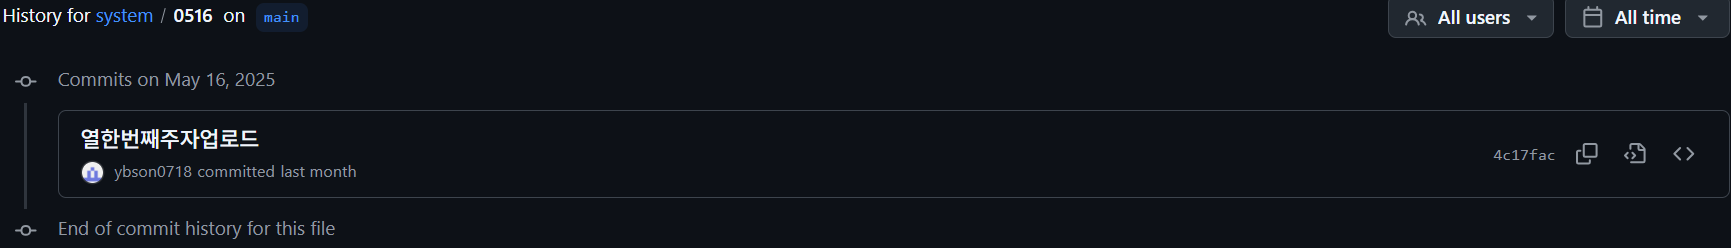 History for system / 0516 on main
All users
All time
Commits on May 16, 2025
열한번째주자업로드
ybson0718 committed last month
4c17fac
End of commit history for this file